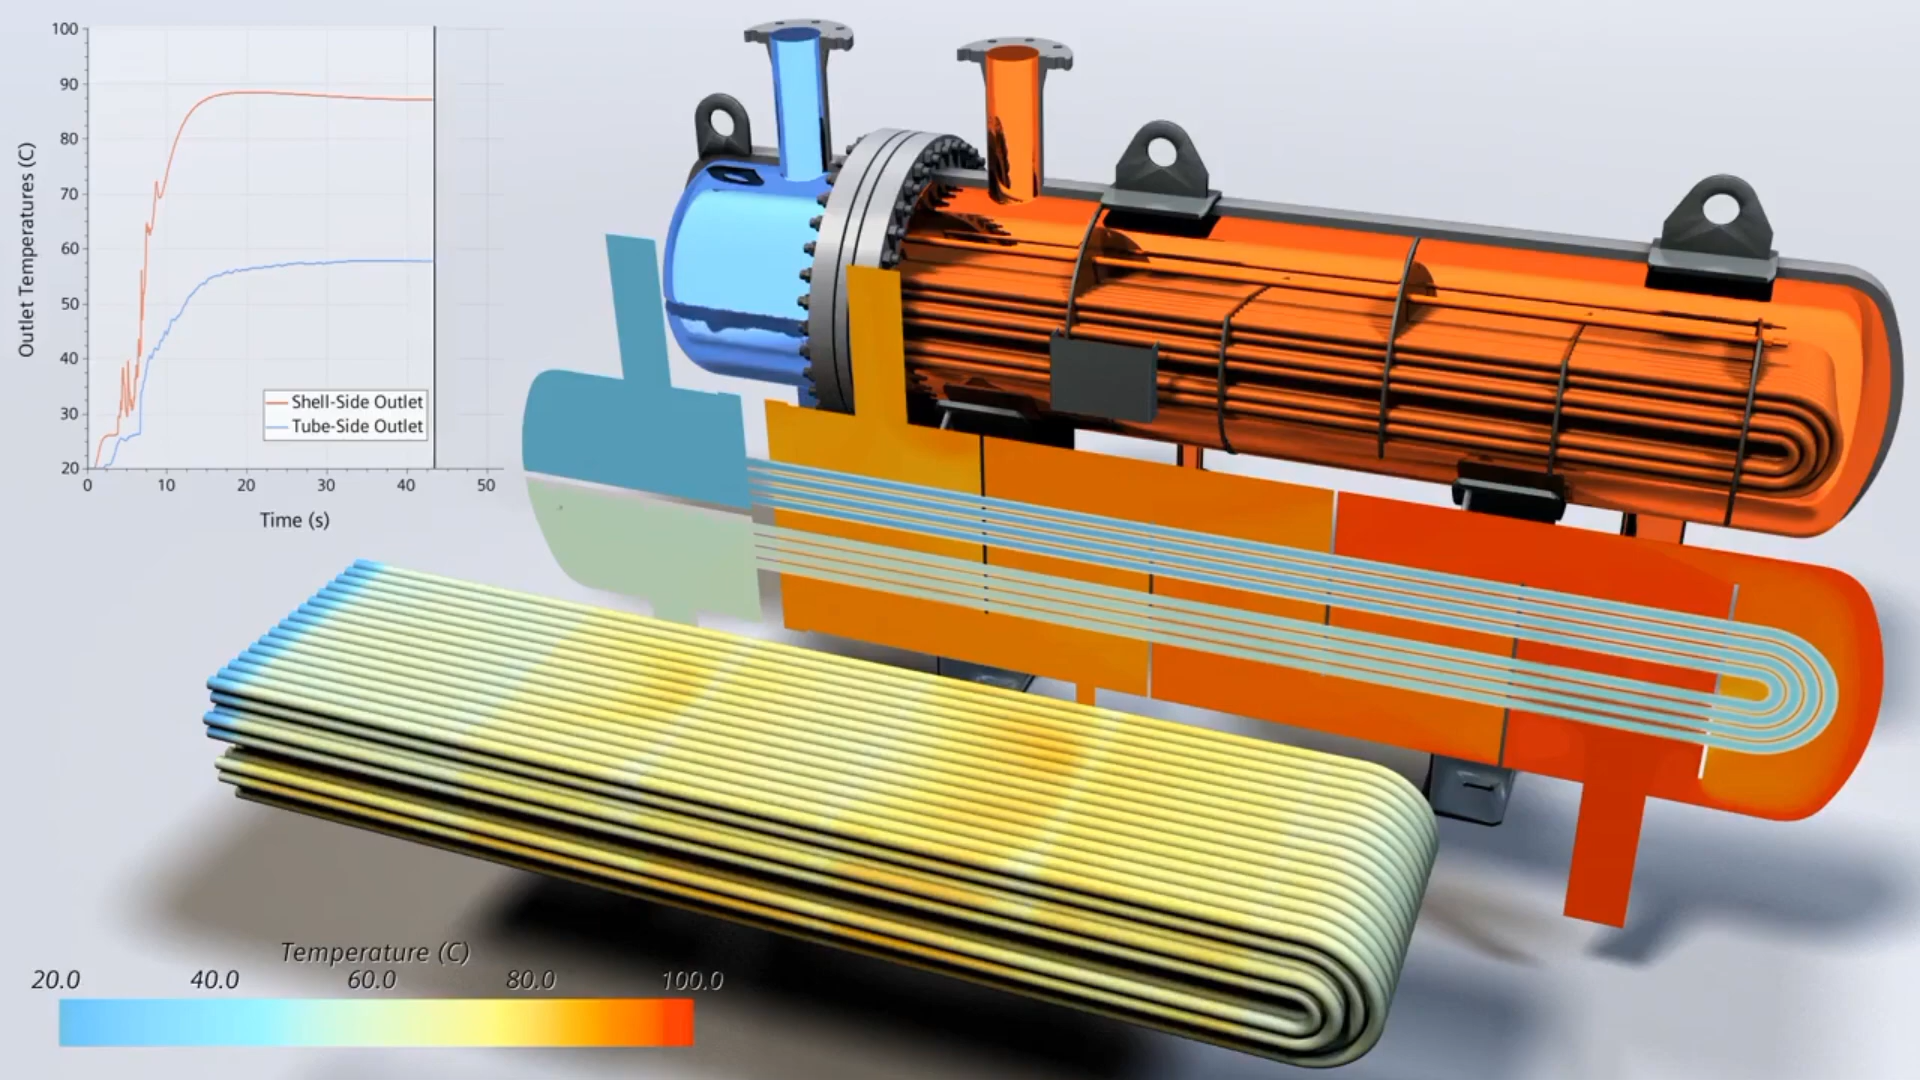 100
90
80
70
60
50
40
30
20
Outlet Temperatures (C)
Shell-Side Outlet
Tube-Side Outlet
0 10 20 30 40 50
Time (s)
Temperature (C)
20.0 40.0 60.0 80.0 100.0